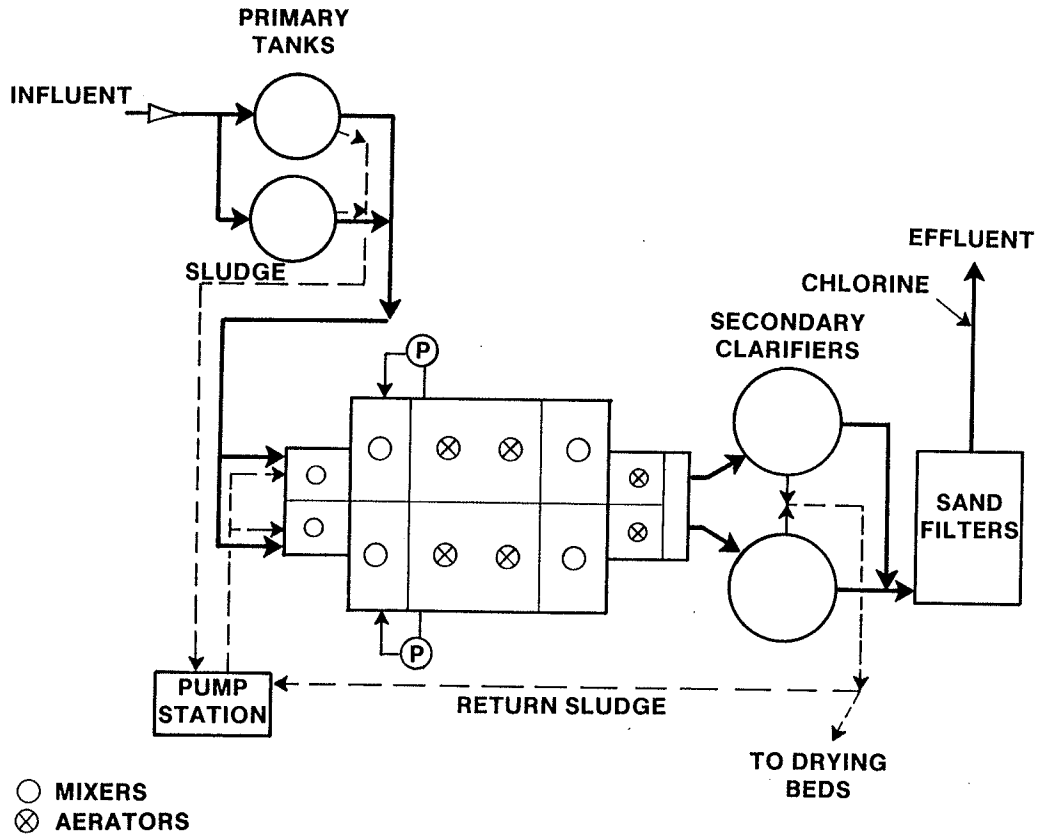 PRIMARY
TANKS
INFLUENT
SLUDGE
EFFLUENT
CHLORINE
SECONDARY
CLARIFIERS
P
SAND
FILTERS
P
PUMP
STATION
RETURN SLUDGE
TO DRYING
BEDS
MIXERS
AERATORS